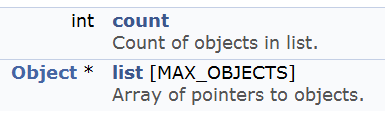 int count
Count of objects in list.
Object * list [MAX_OBJECTS]
Array of pointers to objects.